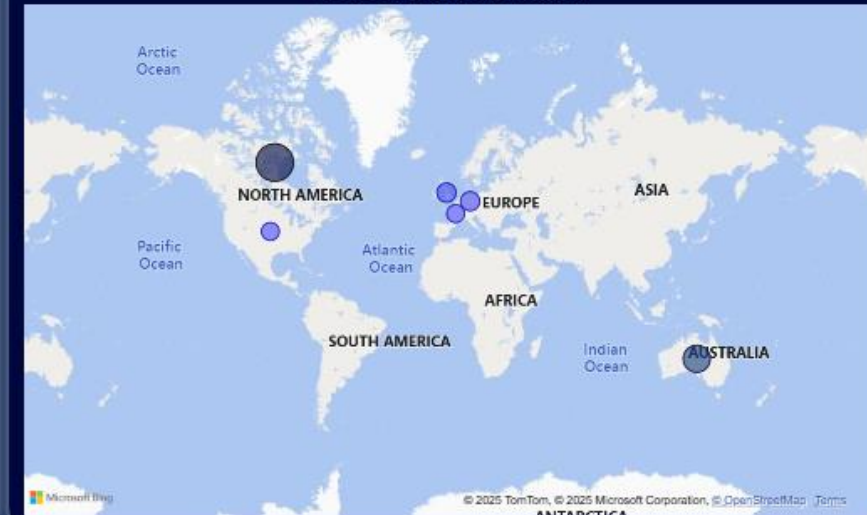 Arctic
Ocean
NORTH AMERICA
EUROPE
ASIA
Pacific
Ocean
Atlantic
Ocean
AFRICA
SOUTH AMERICA
Indian
Ocean
AUSTRALIA
Microsoft Bing
© 2025 TomTom, © 2025 Microsoft Corporation, © OpenStreetMap Terms
ANTARCTICA